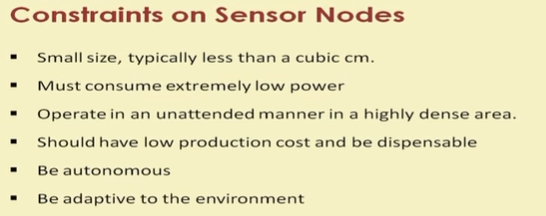 Constraints on Sensor Nodes
▪ Small size, typically less than a cubic cm.
▪ Must consume extremely low power
▪ Operate in an unattended manner in a highly dense area.
▪ Should have low production cost and be dispensable
▪ Be autonomous
▪ Be adaptive to the environment